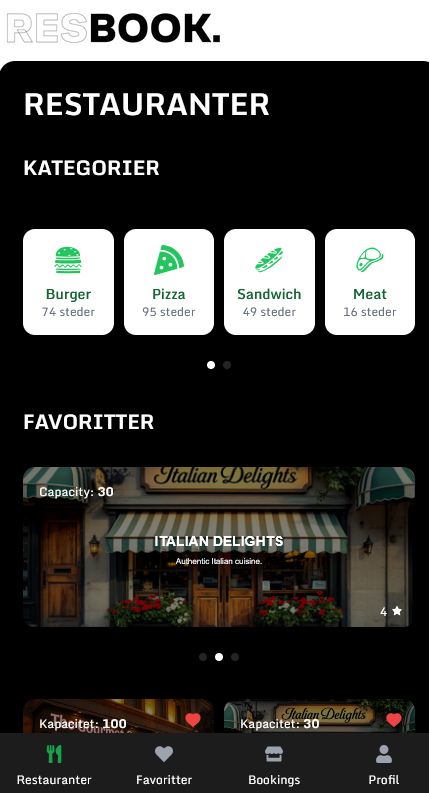 RESBOOK.
RESTAURANTER
KATEGORIER
Burger
74 steder
Pizza
95 steder
Sandwich
49 steder
Meat
16 steder
FAVORITTER
Italian Delights
Capacity: 30
ITALIAN DELIGHTS
Authentic Italian cuisine.
4
Kapacitet: 100
Kapacitet: 30
Italian Delights
Restauranter
Favoritter
Bookings
Profil